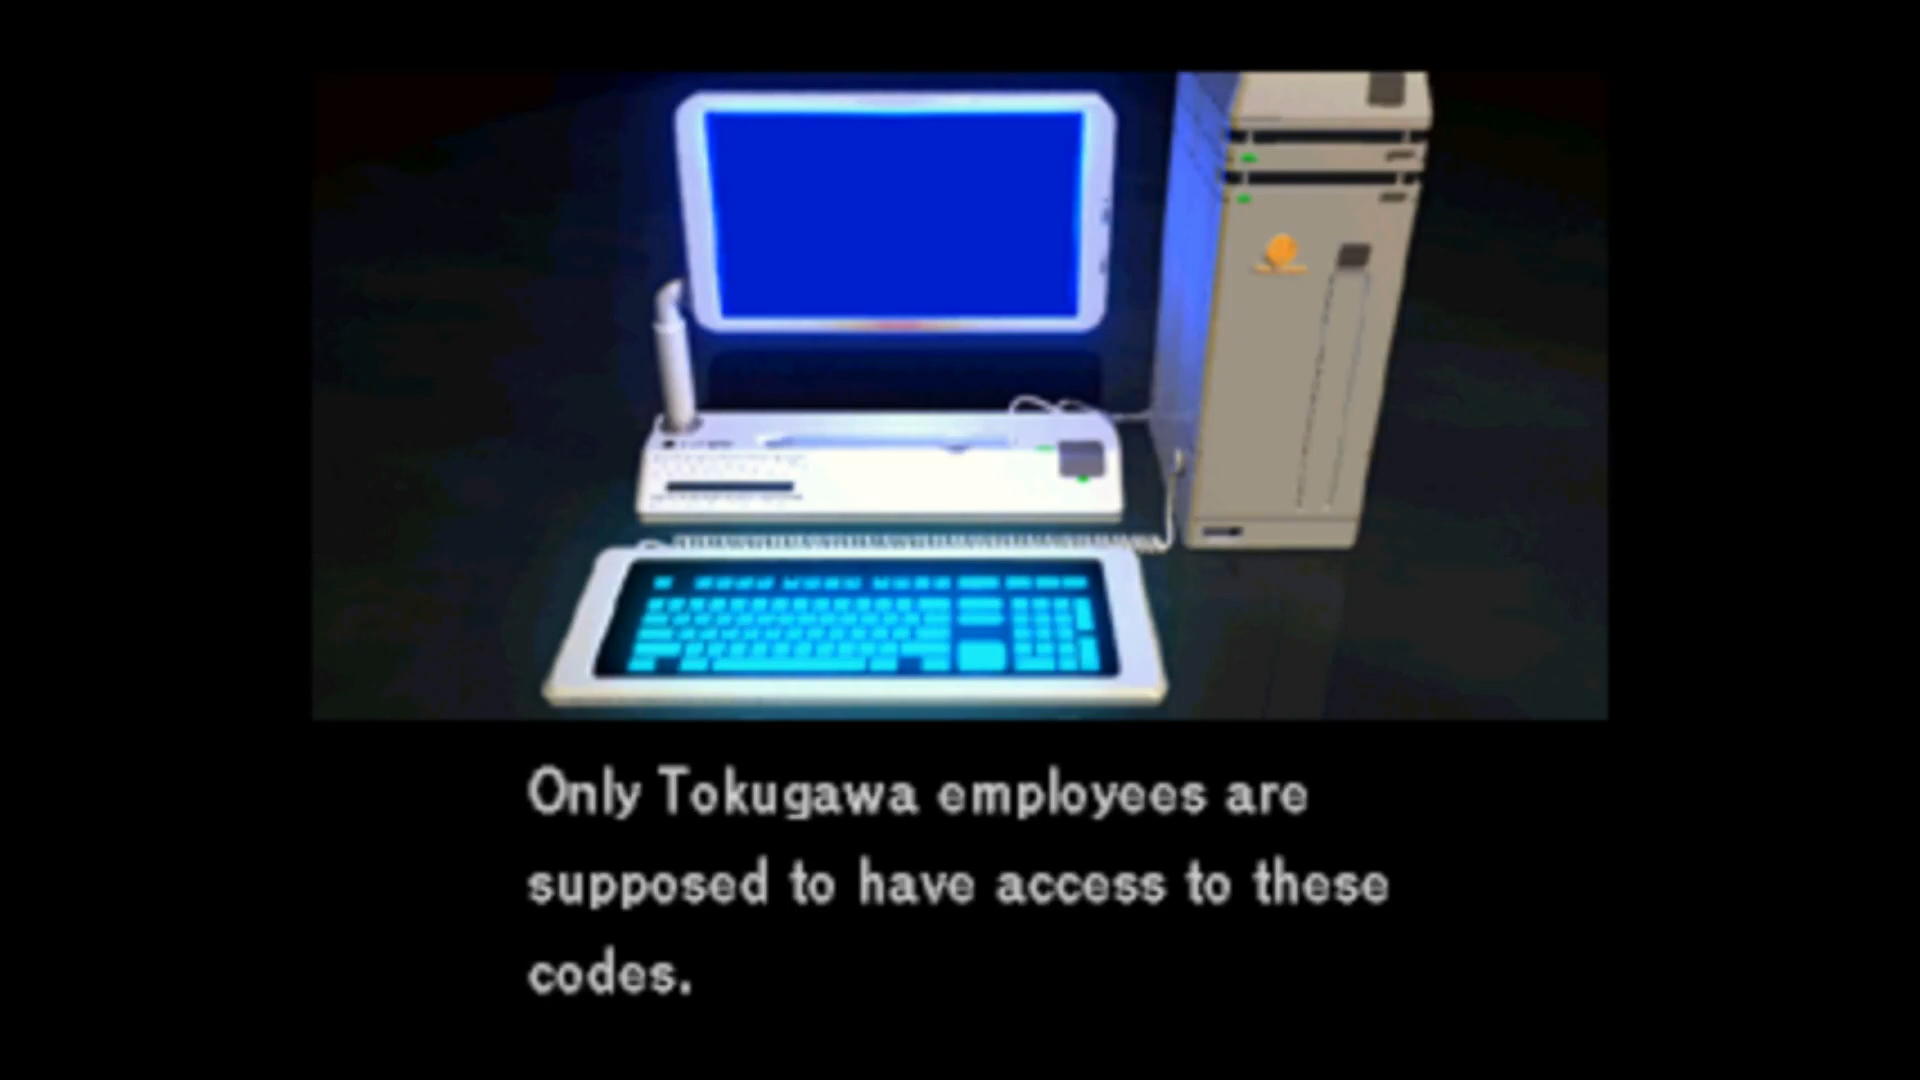 Only Tokugawa employees are
supposed to have access to these
codes.